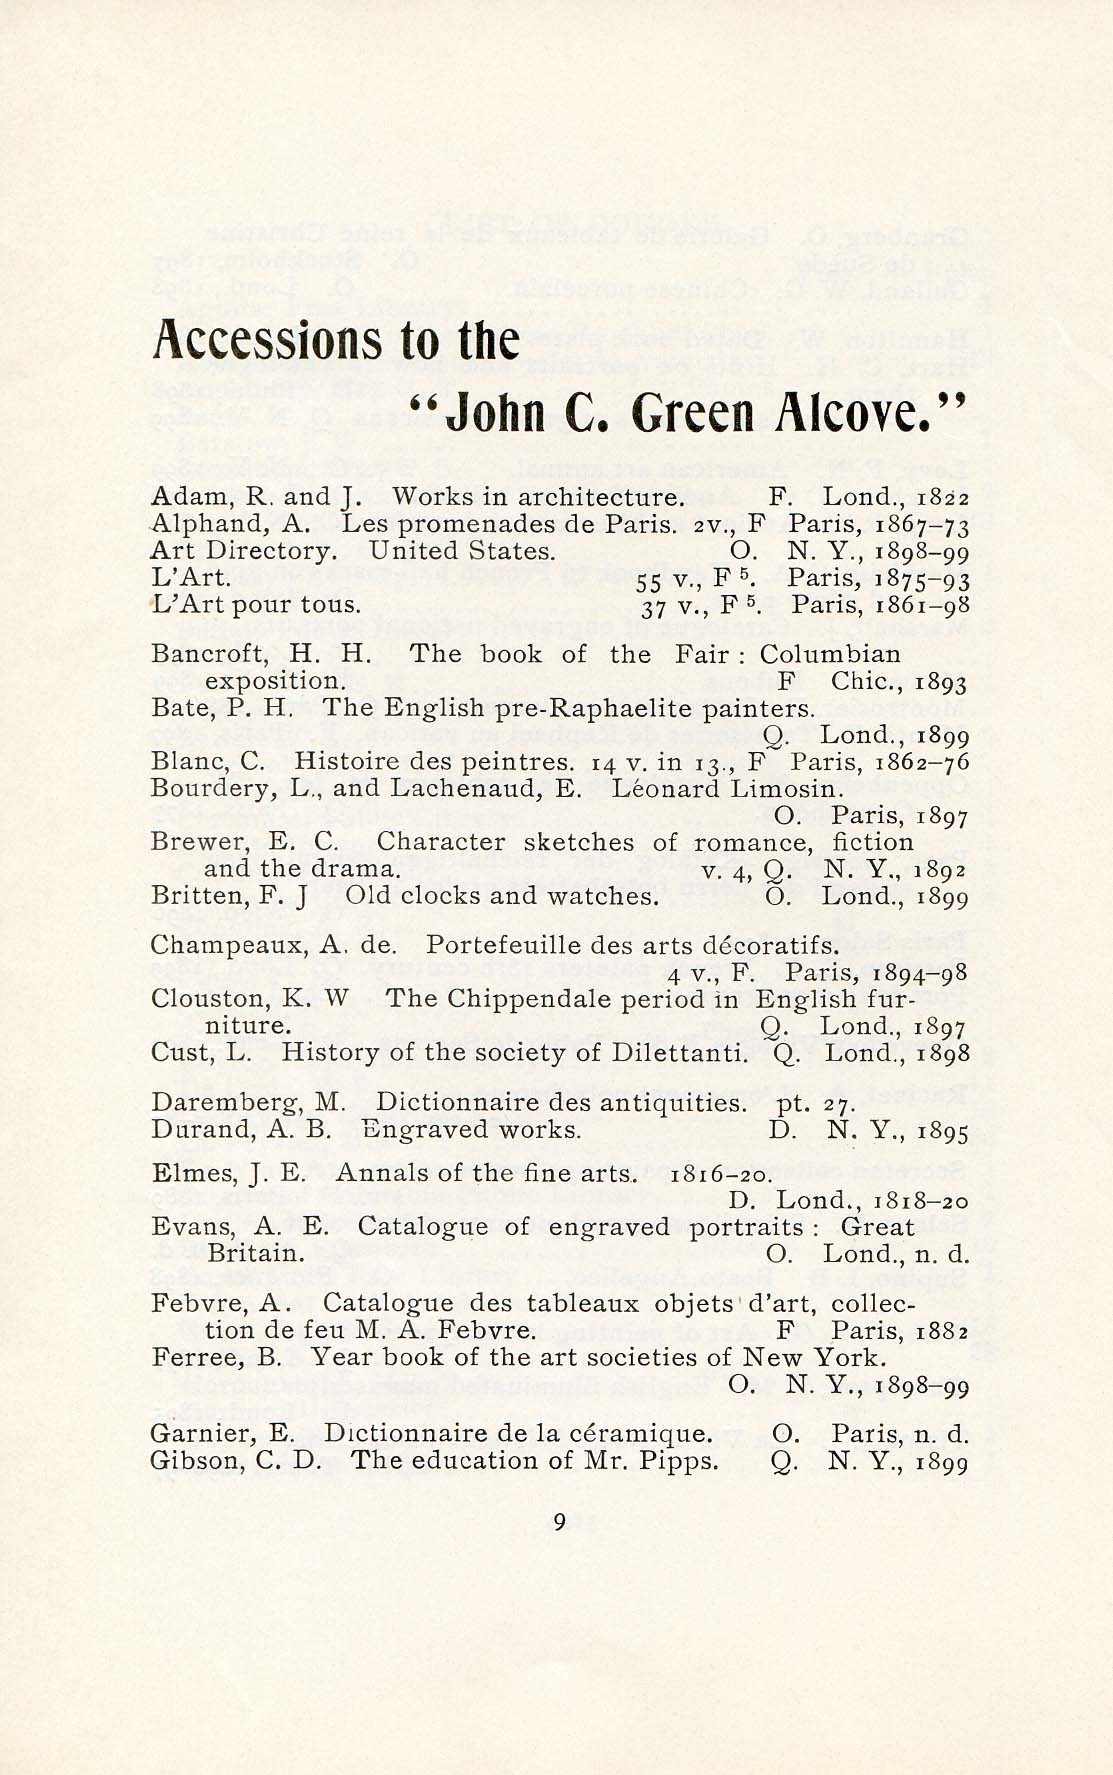 Accessions to the
"John C. Green Alcove."
Adam, R. and J. Works in architecture. F. Lond., 1822
Alphand, A. Les promenades de Paris. 2v., F Paris, 1867–73
Art Directory. United States. O. N. Y., 1898–99
L'Art. 55 v., F 5. Paris, 1875–93
L'Art pour tous. 37 v., F 5. Paris, 1861–98
Bancroft, H. H. The book of the Fair : Columbian
exposition. F Chic., 1893
Bate, P. H. The English pre-Raphaelite painters.
Q. Lond., 1899
Blanc, C. Histoire des peintres. 14 v. in 13., F Paris, 1862–76
Bourdery, L., and Lachenaud, E. Léonard Limosin.
O. Paris, 1897
Brewer, E. C. Character sketches of romance, fiction
and the drama. v. 4, Q. N. Y., 1892
Britten, F. J Old clocks and watches. O. Lond., 1899
Champeaux, A. de. Portefeuille des arts décoratifs.
4 v., F. Paris, 1894–98
Clouston, K. W The Chippendale period in English fur-
niture. Q. Lond., 1897
Cust, L. History of the society of Dilettanti. Q. Lond., 1898
Daremberg, M. Dictionnaire des antiquities. pt. 27.
Durand, A. B. Engraved works. D. N. Y., 1895
Elmes, J. E. Annals of the fine arts. 1816–20.
D. Lond., 1818–20
Evans, A. E. Catalogue of engraved portraits : Great
Britain. O. Lond., n. d.
Febvre, A. Catalogue des tableaux objets d'art, collec-
tion de feu M. A. Febvre. F Paris, 1882
Ferree, B. Year book of the art societies of New York.
O. N. Y., 1898–99
Garnier, E. Dictionnaire de la céramique. O. Paris, n. d.
Gibson, C. D. The education of Mr. Pipps. Q. N. Y., 1899
9